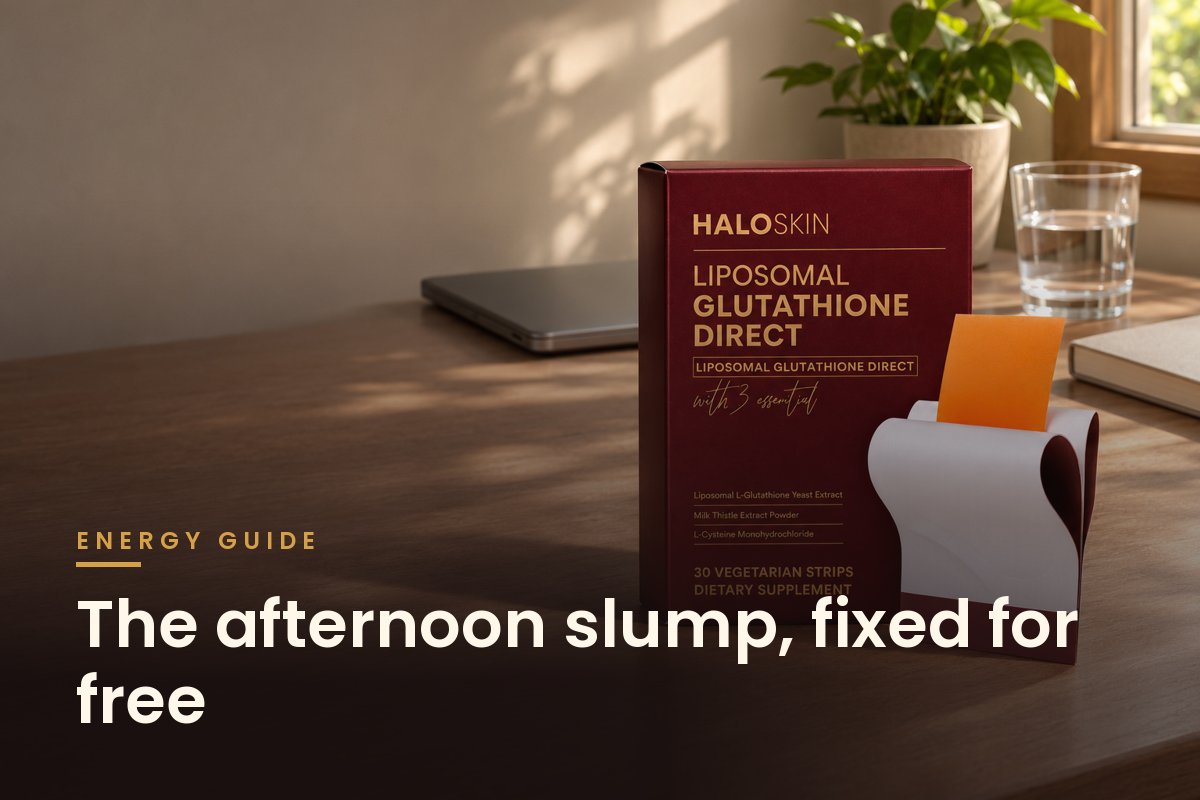 HALOSKIN
LIPOSOMAL
GLUTATHIONE
DIRECT
LIPOSOMAL GLUTATHIONE DIRECT
with 3 essential
Liposomal L-Glutathione Yeast Extract
Milk Thistle Extract Powder
L-Cysteine Monohydrochloride
30 VEGETARIAN STRIPS
DIETARY SUPPLEMENT
ENERGY GUIDE
The afternoon slump, fixed for
free